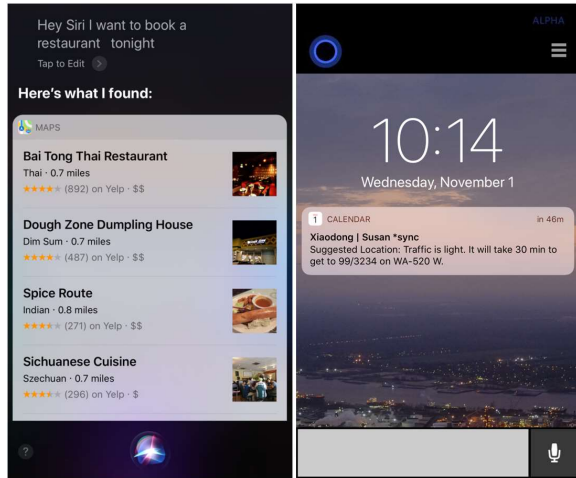 Hey Siri I want to book a
restaurant tonight
Tap to Edit
Here's what I found:
MAPS
Bai Tong Thai Restaurant
Thai · 0.7 miles
★★★★★ (892) on Yelp · $$
Dough Zone Dumpling House
Dim Sum · 0.7 miles
★★★★★ (487) on Yelp · $$
Spice Route
Indian · 0.8 miles
★★★★★ (271) on Yelp · $$
Sichuanese Cuisine
Szechuan · 0.7 miles
★★★★★ (296) on Yelp · $
?
ALPHA
10:14
Wednesday, November 1
1 CALENDAR in 46m
Xiaodong | Susan *sync
Suggested Location: Traffic is light. It will take 30 min to
get to 99/3234 on WA-520 W.